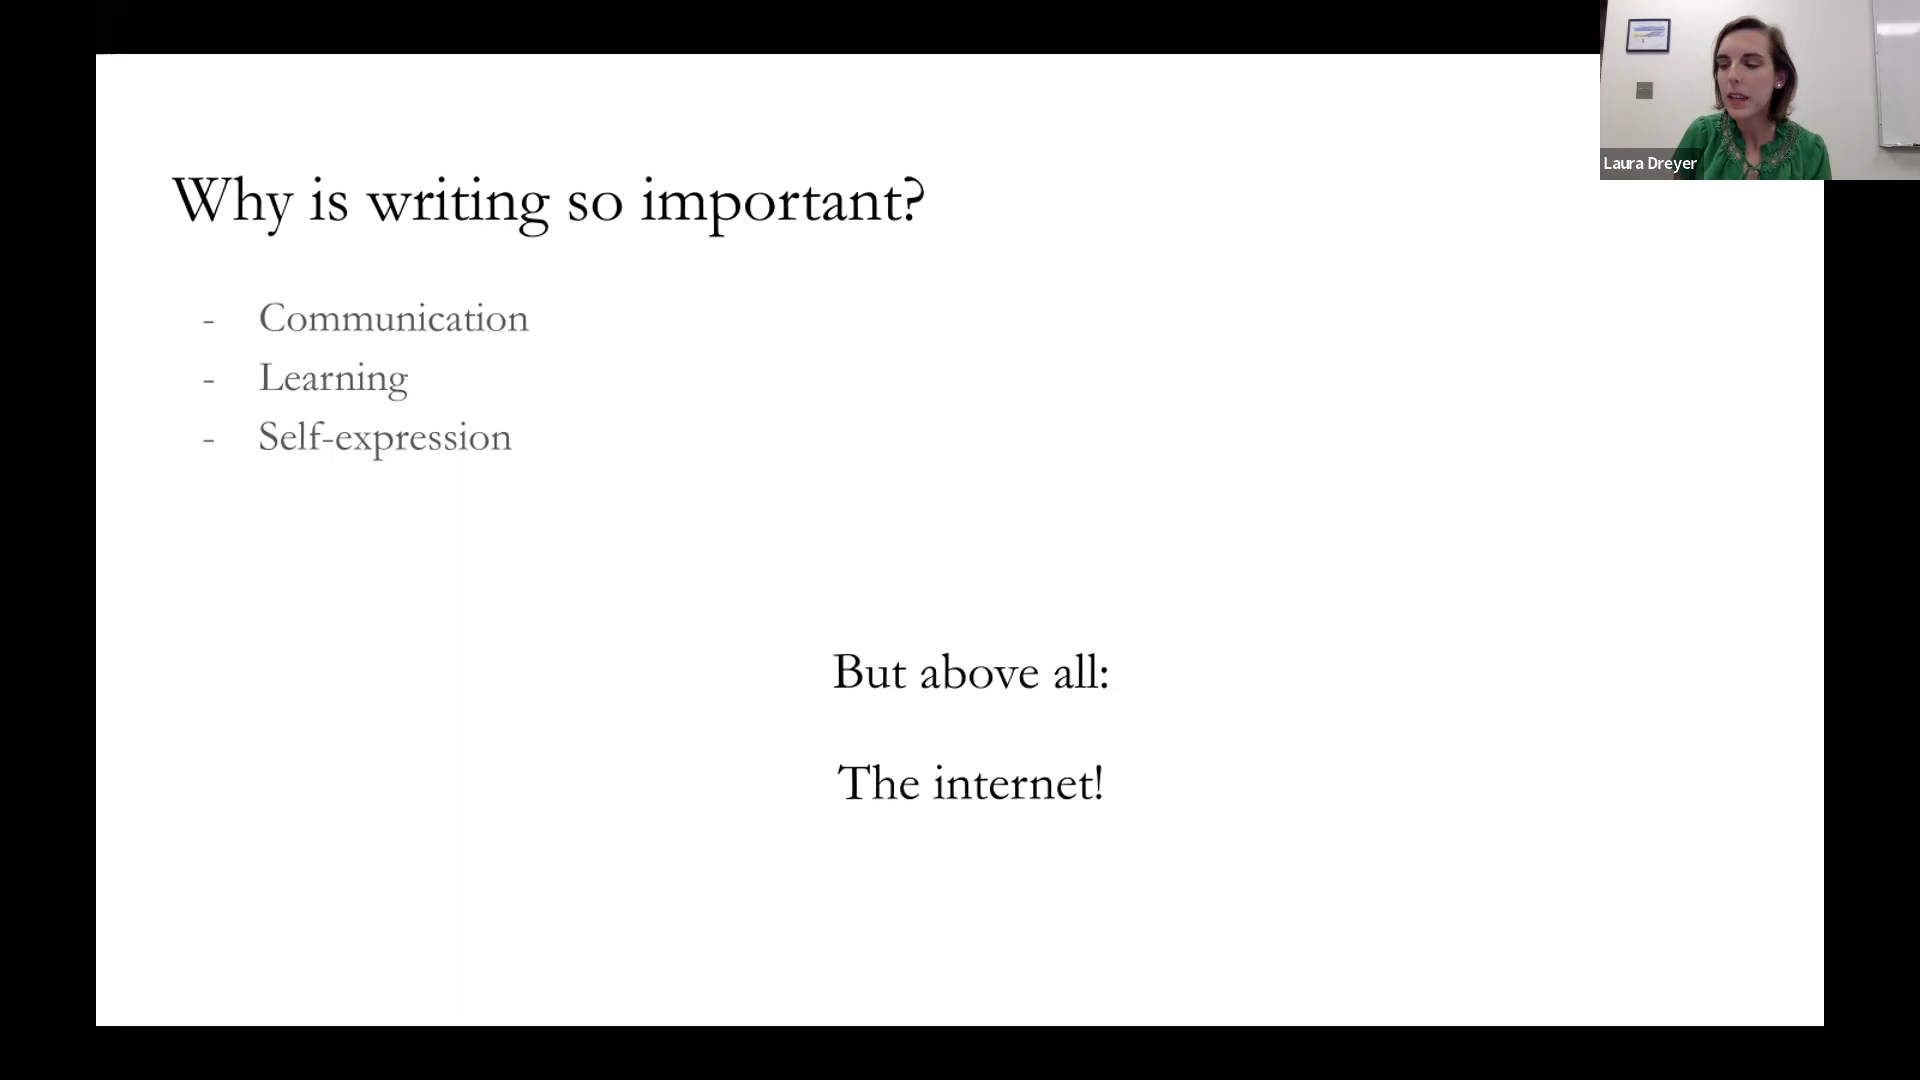 Why is writing so important?
- Communication
- Learning
- Self-expression
But above all:
The internet!
Laura Dreyer